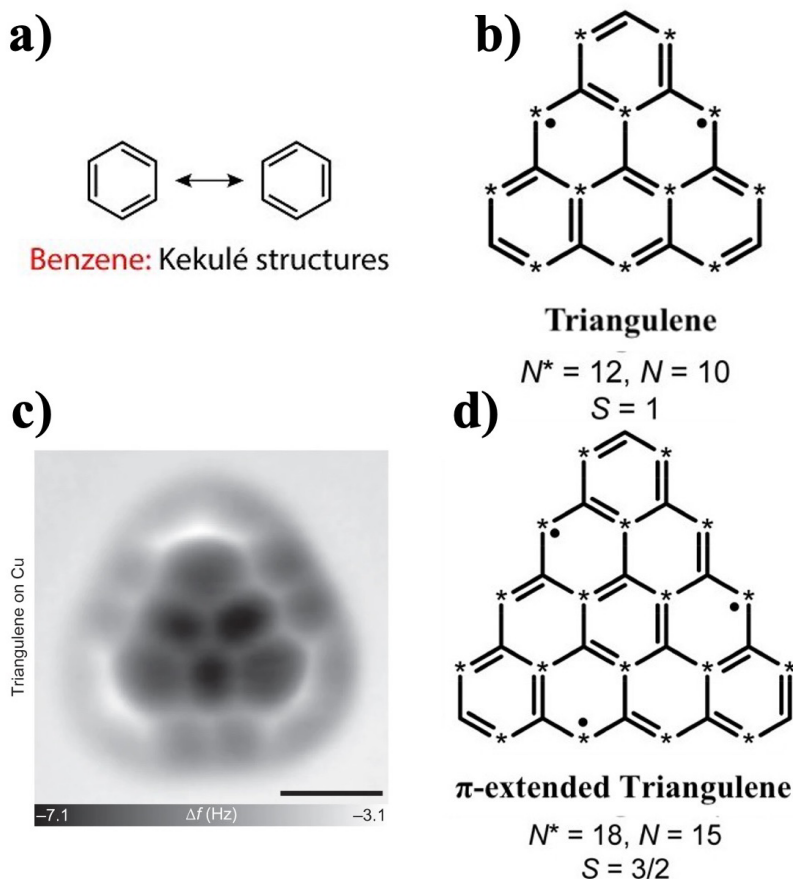 a)
Benzene: Kekulé structures
b)
Triangulene
N* = 12, N = 10
S = 1
c)
Triangulene on Cu
–7.1 Δf (Hz) –3.1
d)
π-extended Triangulene
N* = 18, N = 15
S = 3/2